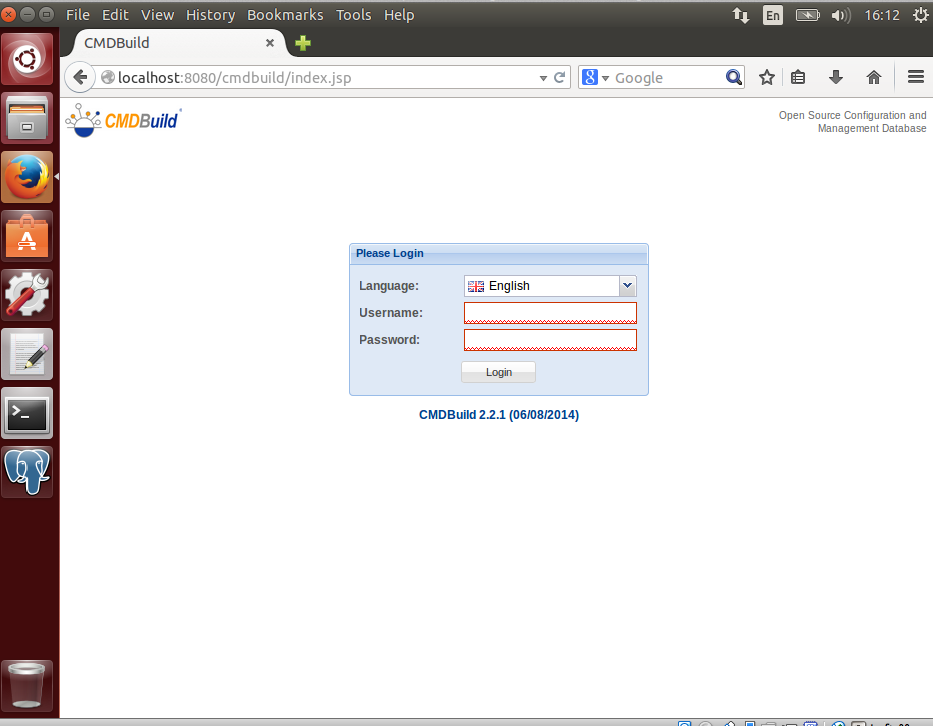 File Edit View History Bookmarks Tools Help En 16:12
CMDBuild
localhost:8080/cmdbuild/index.jsp Google
CMDBuild
Open Source Configuration and
Management Database
Please Login
Language: English
Username:
Password:
Login
CMDBuild 2.2.1 (06/08/2014)